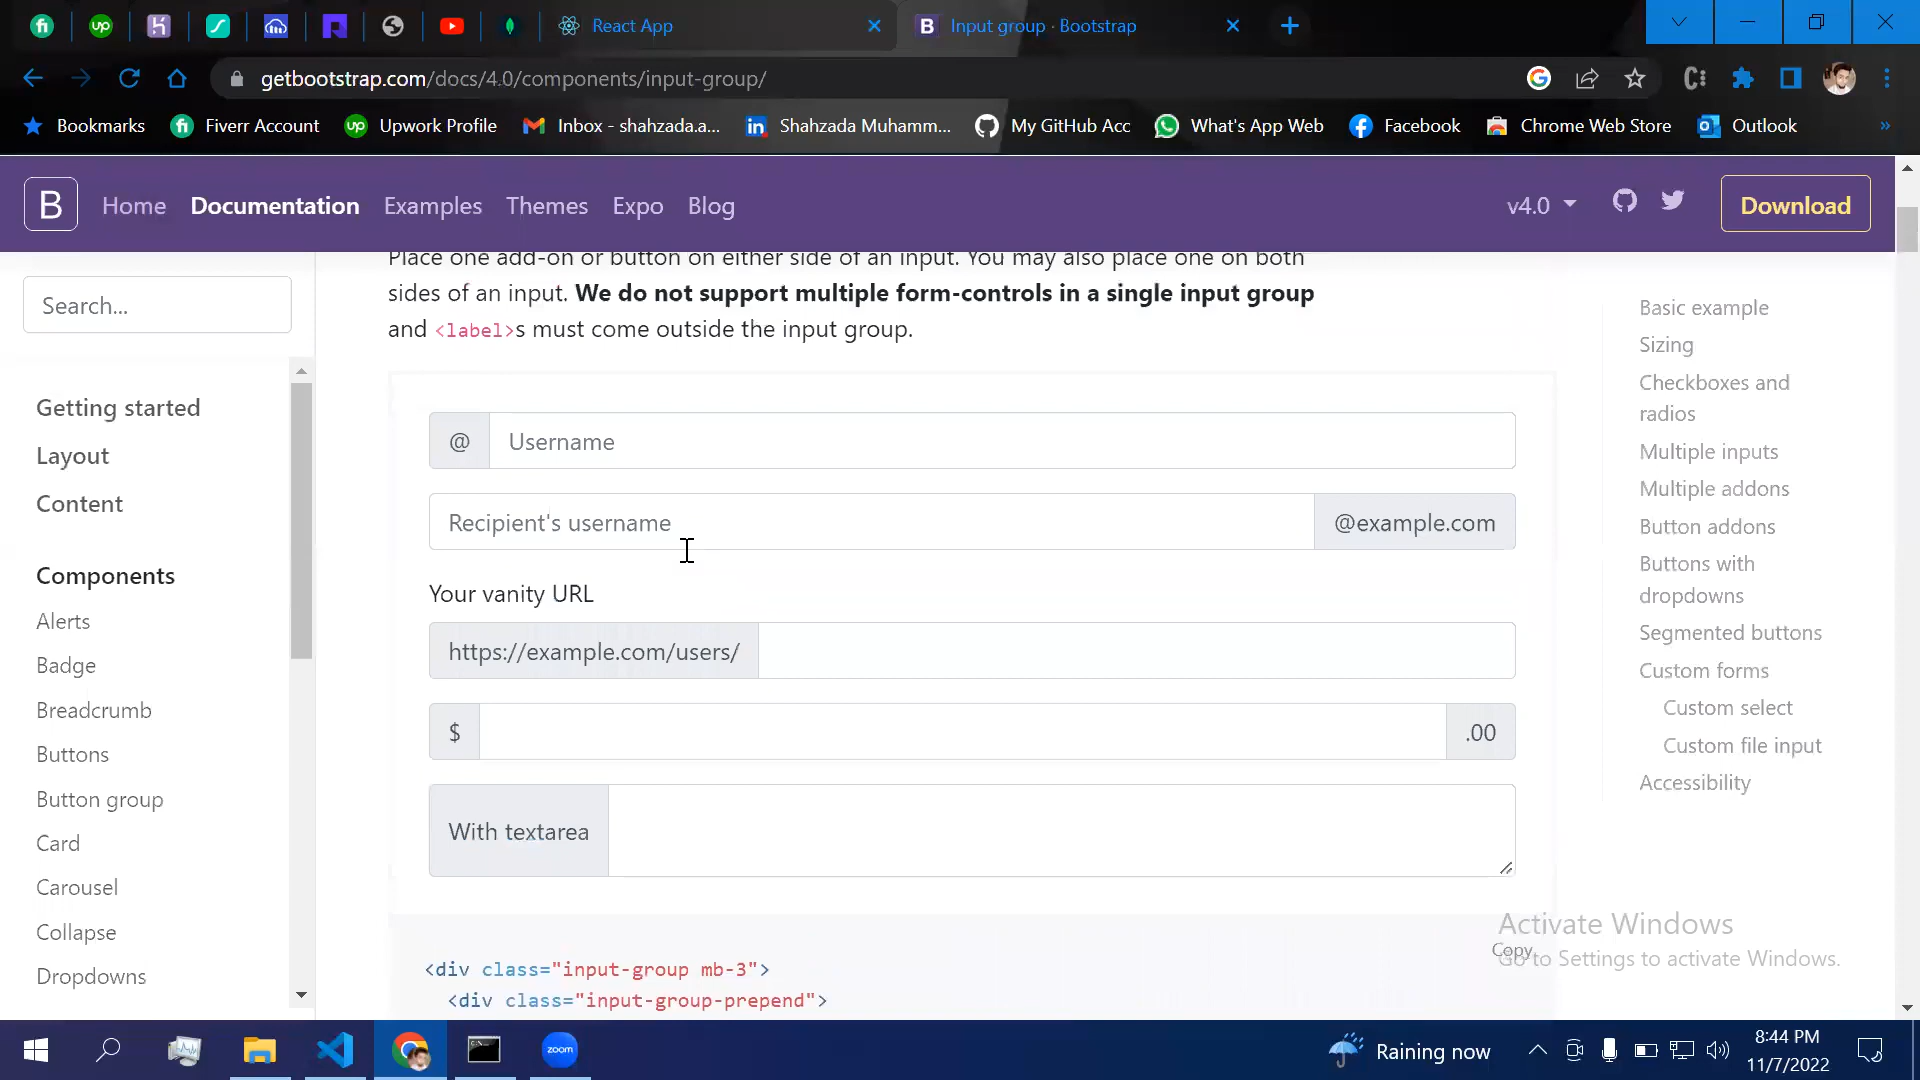 React App
Input group · Bootstrap
getbootstrap.com/docs/4.0/components/input-group/
Bookmarks
Fiverr Account
Upwork Profile
Inbox - shahzada.a...
Shahzada Muhamm...
My GitHub Acc
What's App Web
Facebook
Chrome Web Store
Outlook
»
B
Home
Documentation
Examples
Themes
Expo
Blog
v4.0
Download
Search...
Getting started
Layout
Content
Components
Alerts
Badge
Breadcrumb
Buttons
Button group
Card
Carousel
Collapse
Dropdowns
Place one add-on or button on either side of an input. You may also place one on both
sides of an input. We do not support multiple form-controls in a single input group
and <label>s must come outside the input group.
@ Username
Recipient's username @example.com
Your vanity URL
https://example.com/users/
$ .00
With textarea
Copy
<div class="input-group mb-3">
<div class="input-group-prepend">
Basic example
Sizing
Checkboxes and
radios
Multiple inputs
Multiple addons
Button addons
Buttons with
dropdowns
Segmented buttons
Custom forms
Custom select
Custom file input
Accessibility
Activate Windows
Go to Settings to activate Windows.
zoom
Raining now
8:44 PM
11/7/2022